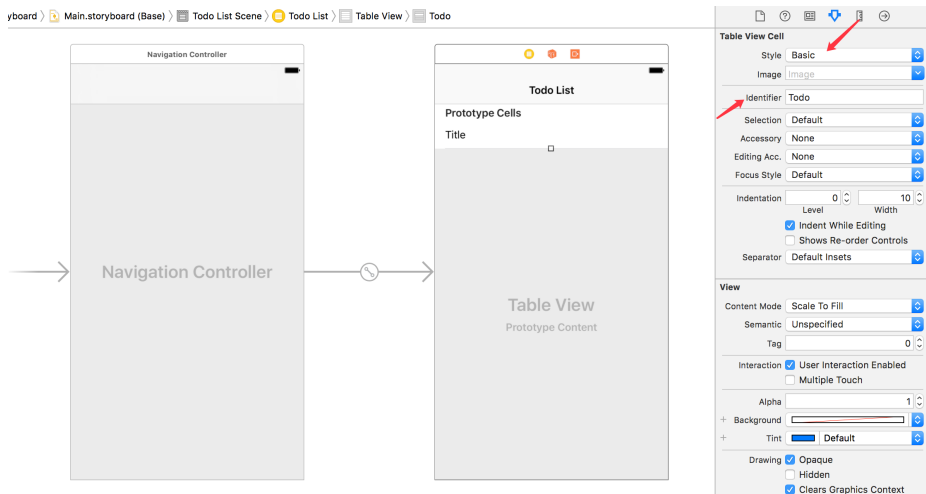 yboard Main.storyboard (Base) Todo List Scene Todo List Table View Todo
Navigation Controller
Navigation Controller
Todo List
Prototype Cells
Title
Table View
Prototype Content
Table View Cell
Style Basic
Image Image
Identifier Todo
Selection Default
Accessory None
Editing Acc. None
Focus Style Default
Indentation 0 10
Level Width
Indent While Editing
Shows Re-order Controls
Separator Default Insets
View
Content Mode Scale To Fill
Semantic Unspecified
Tag 0
Interaction User Interaction Enabled
Multiple Touch
Alpha 1
+ Background
+ Tint Default
Drawing Opaque
Hidden
Clears Graphics Context